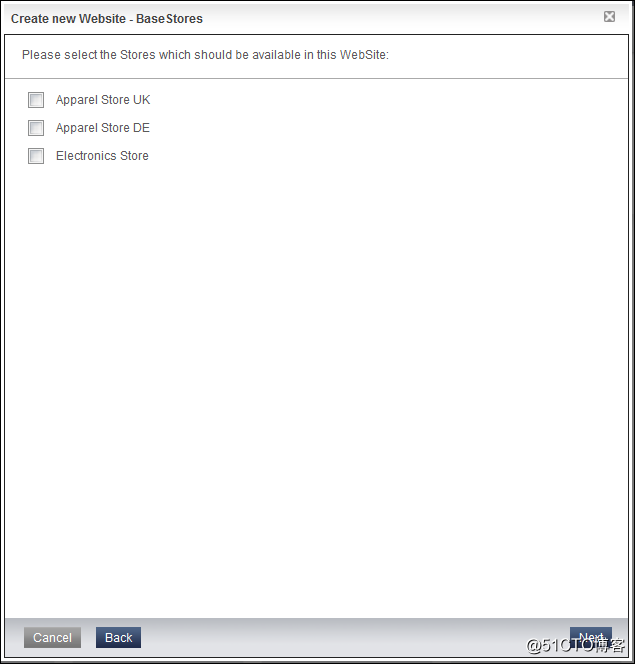 Create new Website - BaseStores
Please select the Stores which should be available in this WebSite:
Apparel Store UK
Apparel Store DE
Electronics Store
Cancel
Back
Next
@51CTO博客